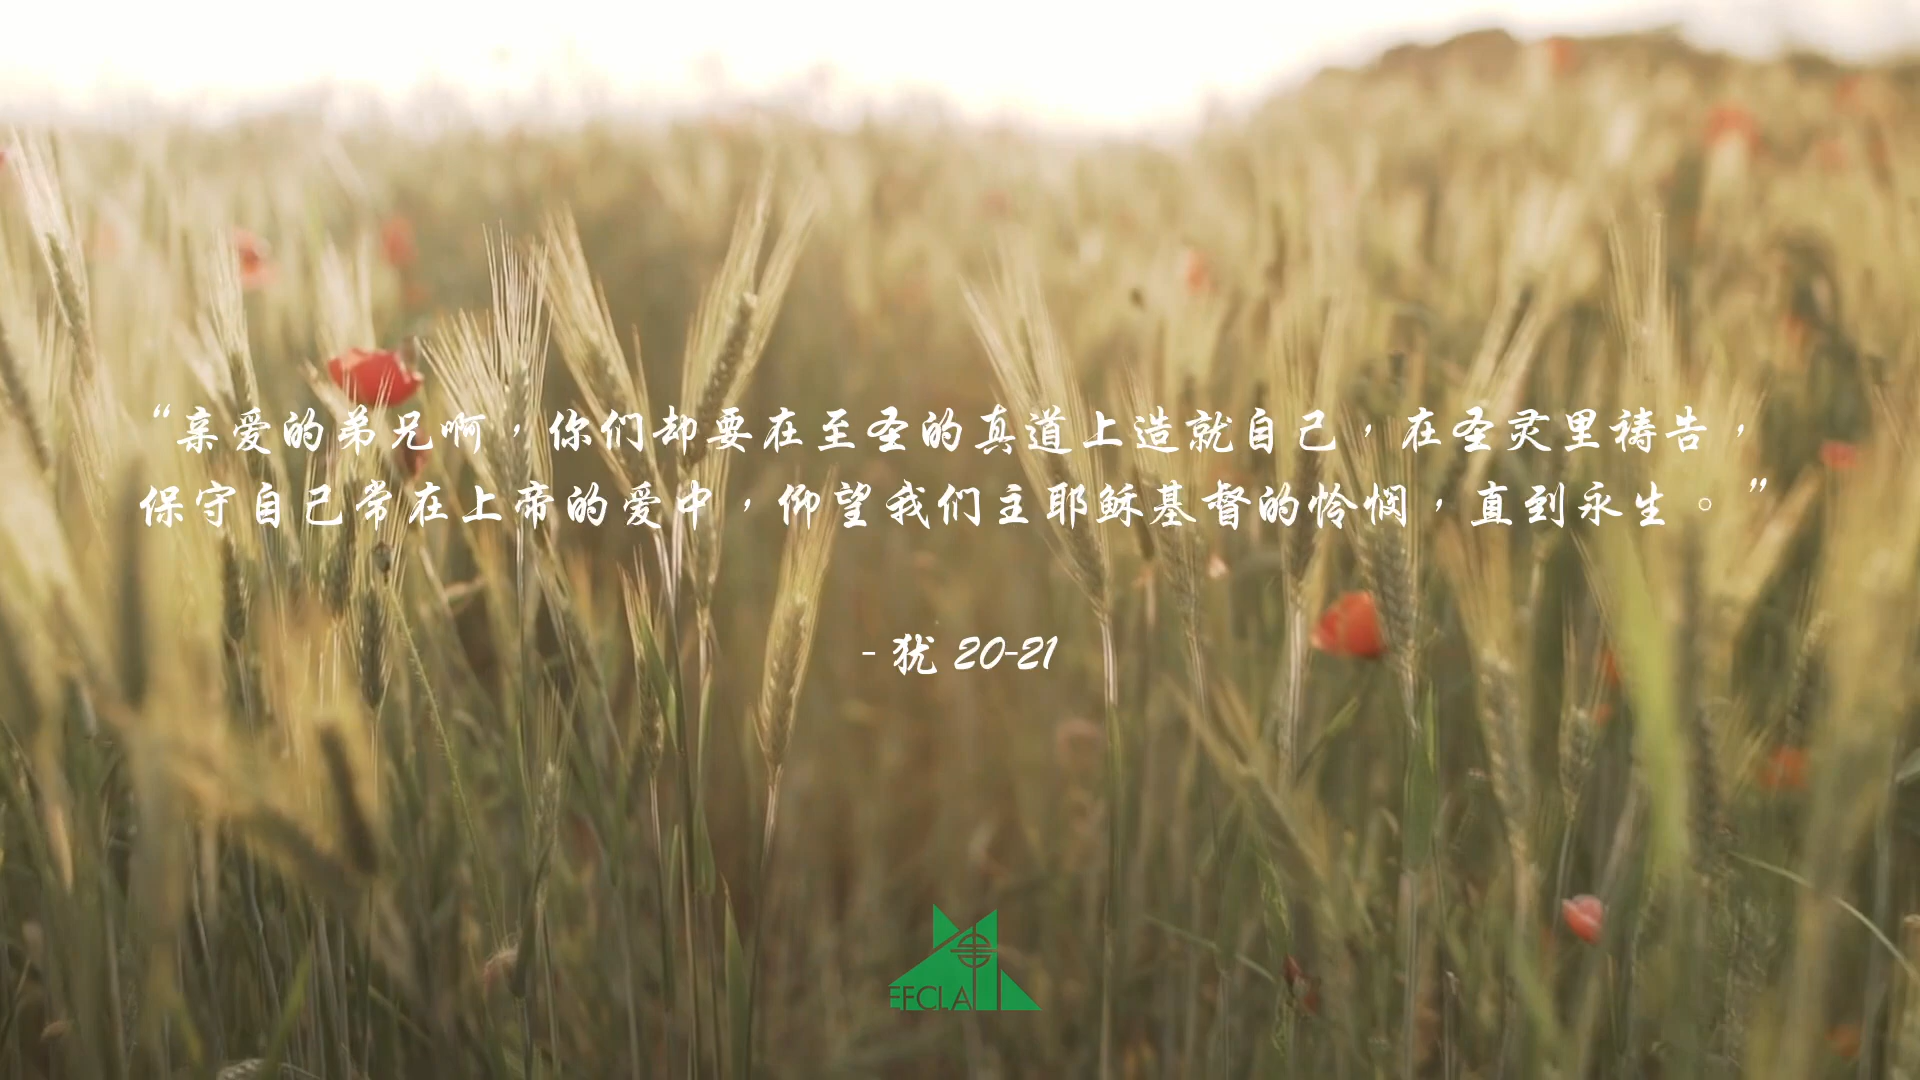 “亲爱的弟兄啊，你们却要在至圣的真道上造就自己，在圣灵里祷告，
保守自己常在上帝的爱中，仰望我们主耶稣基督的怜悯，直到永生。”
- 犹 20-21
EFCLA